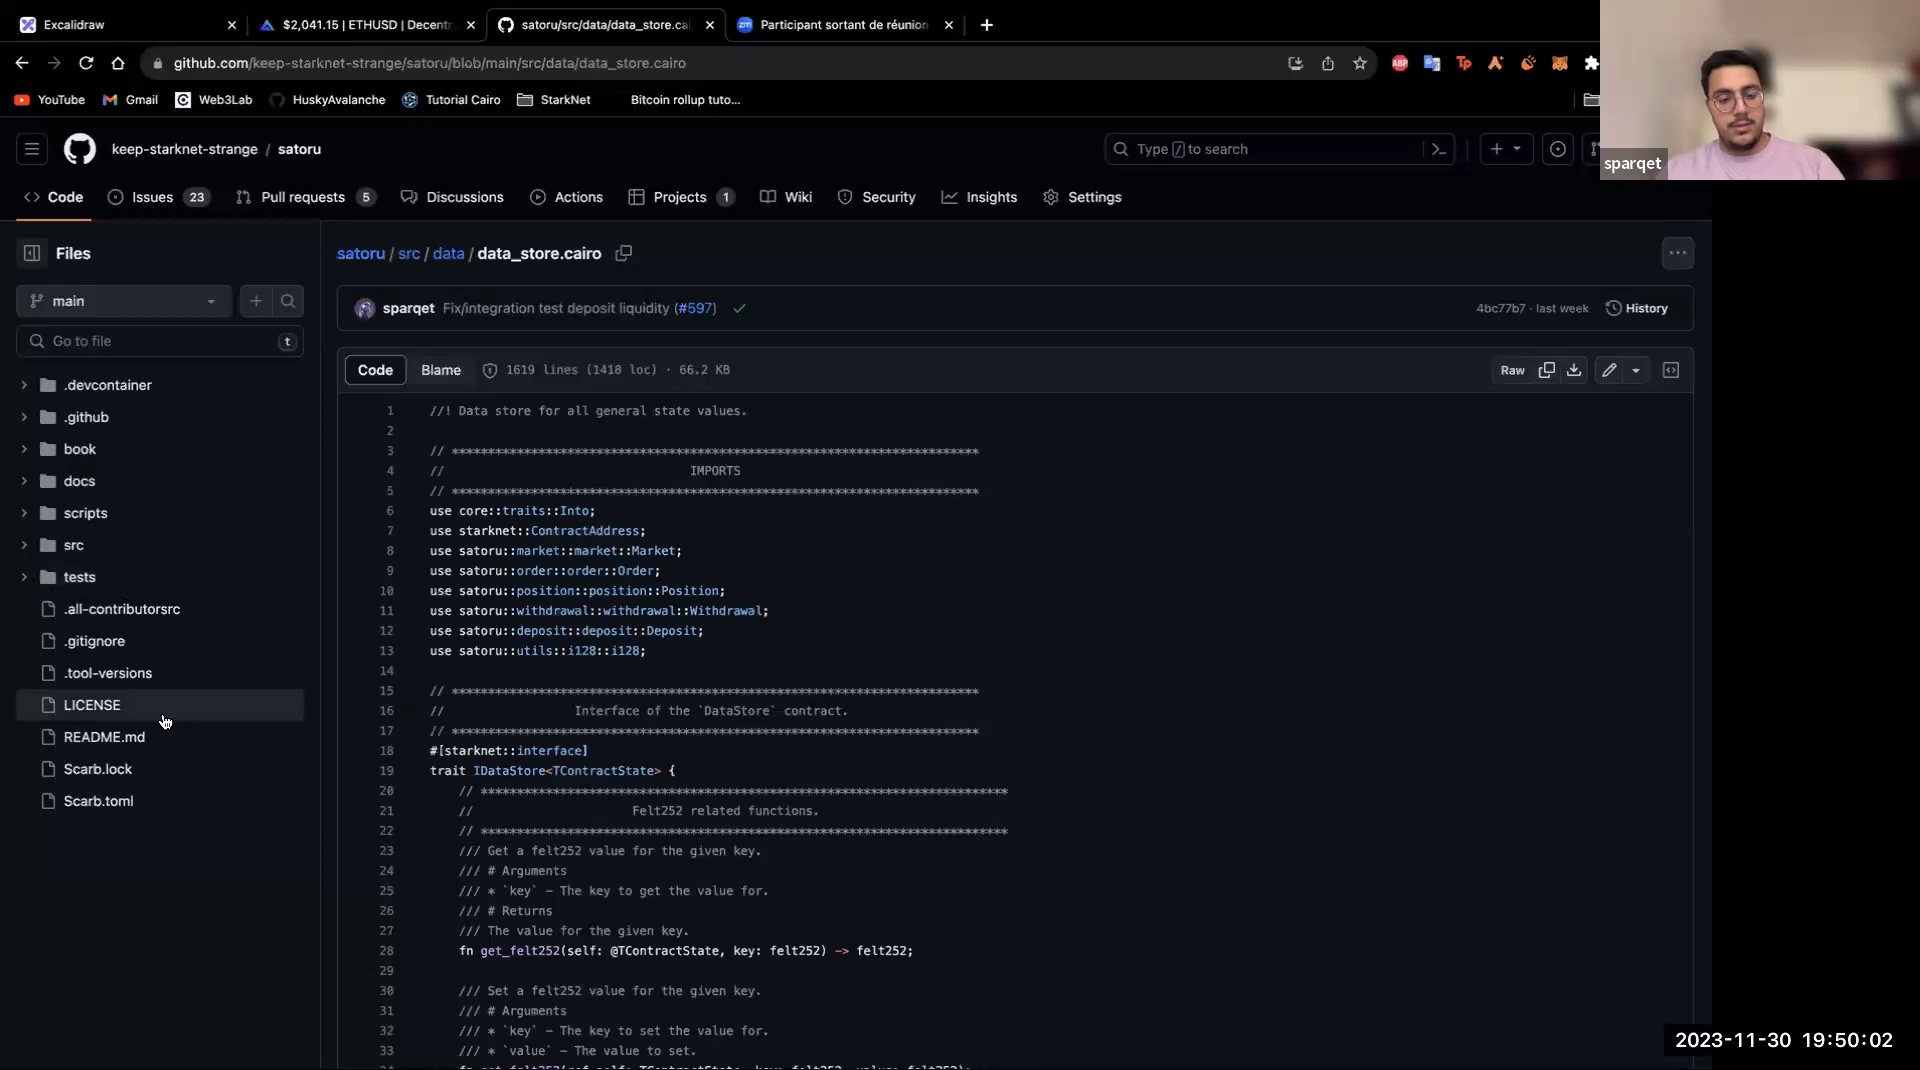 Excalidraw
$2,041.15 | ETHUSD | Decentr
satoru/src/data/data_store.cai
Participant sortant de réunion
github.com/keep-starknet-strange/satoru/blob/main/src/data/data_store.cairo
YouTube
Gmail
Web3Lab
HuskyAvalanche
Tutorial Cairo
StarkNet
Bitcoin rollup tuto...
keep-starknet-strange / satoru
Type / to search
sparqet
Code
Issues 23
Pull requests 5
Discussions
Actions
Projects 1
Wiki
Security
Insights
Settings
Files
main
Go to file
t
.devcontainer
.github
book
docs
scripts
src
tests
.all-contributorsrc
.gitignore
.tool-versions
LICENSE
README.md
Scarb.lock
Scarb.toml
satoru / src / data / data_store.cairo
sparqet Fix/integration test deposit liquidity (#597)
4bc77b7 · last week
History
Code
Blame
1619 lines (1418 loc) · 66.2 KB
Raw
1 //! Data store for all general state values.
2
3 // *************************************************************************
4 // IMPORTS
5 // *************************************************************************
6 use core::traits::Into;
7 use starknet::ContractAddress;
8 use satoru::market::market::Market;
9 use satoru::order::order::Order;
10 use satoru::position::position::Position;
11 use satoru::withdrawal::withdrawal::Withdrawal;
12 use satoru::deposit::deposit::Deposit;
13 use satoru::utils::i128::i128;
14
15 // *************************************************************************
16 // Interface of the `DataStore` contract.
17 // *************************************************************************
18 #[starknet::interface]
19 trait IDataStore<TContractState> {
20 // *************************************************************************
21 // Felt252 related functions.
22 // *************************************************************************
23 /// Get a felt252 value for the given key.
24 /// # Arguments
25 /// * `key` - The key to get the value for.
26 /// # Returns
27 /// The value for the given key.
28 fn get_felt252(self: @TContractState, key: felt252) -> felt252;
29
30 /// Set a felt252 value for the given key.
31 /// # Arguments
32 /// * `key` - The key to set the value for.
33 /// * `value` - The value to set.
2023-11-30 19:50:02